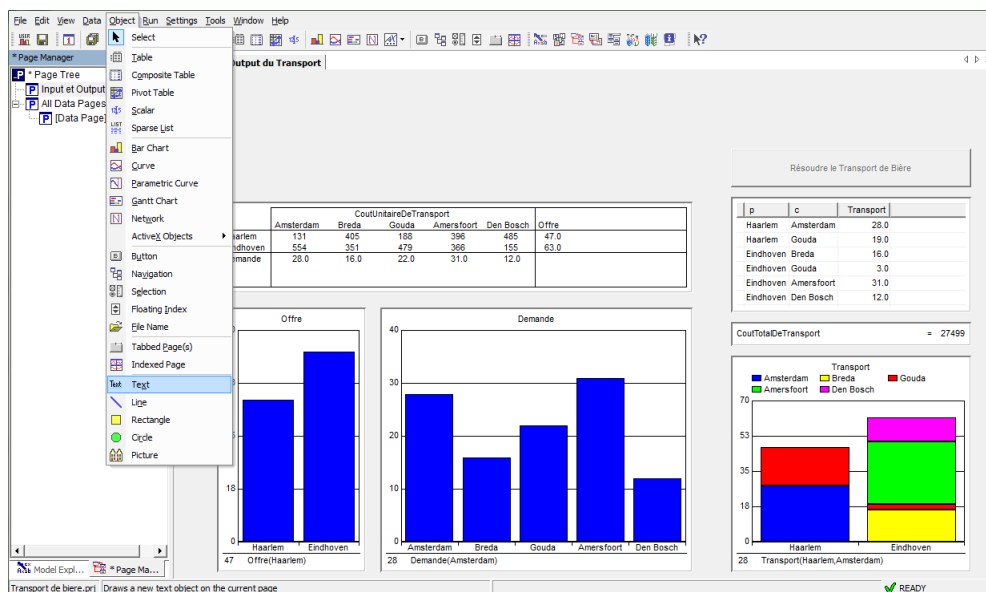 File Edit View Data Object Run Settings Tools Window Help
* Page Manager
Output du Transport
* Page Tree
Input et Output
All Data Pages
[Data Page]
Select
Table
Composite Table
Pivot Table
Scalar
Sparse List
Bar Chart
Curve
Parametric Curve
Gantt Chart
Network
ActiveX Objects
Button
Navigation
Selection
Floating Index
File Name
Tabbed Page(s)
Indexed Page
Text Text
Line
Rectangle
Circle
Picture
Résoudre le Transport de Bière
CoutUnitaireDeTransport
Amsterdam Breda Gouda Amersfoort Den Bosch Offre
aarlem 131 405 188 396 485 47.0
ndhoven 554 351 479 366 155 63.0
emande 28.0 16.0 22.0 31.0 12.0
p c Transport
Haarlem Amsterdam 28.0
Haarlem Gouda 19.0
Eindhoven Breda 16.0
Eindhoven Gouda 3.0
Eindhoven Amersfoort 31.0
Eindhoven Den Bosch 12.0
CoutTotalDeTransport = 27499
Offre
18
0
Haarlem Eindhoven
47 Offre(Haarlem)
Demande
40
30
20
10
0
Amsterdam Breda Gouda Amersfoort Den Bosch
28 Demande(Amsterdam)
Transport
Amsterdam Breda Gouda
Amersfoort Den Bosch
70
53
35
18
0
Haarlem Eindhoven
28 Transport(Haarlem,Amsterdam)
Model Expl... * Page Ma...
Transport de biere.prj Draws a new text object on the current page READY